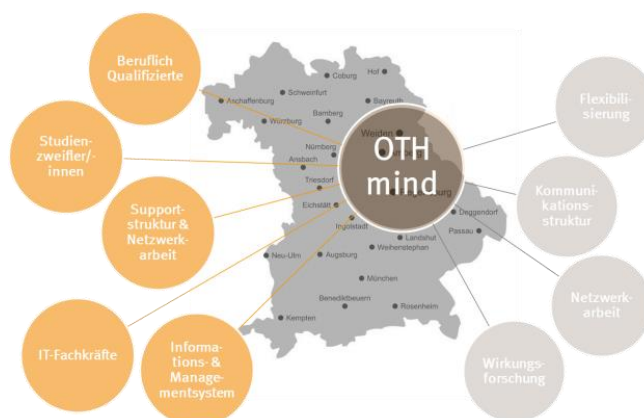 Beruflich
Qualifizierte
Studien-
zweifler/-
innen
Support-
struktur &
Netzwerk-
arbeit
IT-Fachkräfte
Informa-
tions- &
Manage-
mentsystem
OTH
mind
Flexibili-
sierung
Kommuni-
kations-
struktur
Netzwerk-
arbeit
Wirkungs-
forschung
Coburg
Hof
Schweinfurt
Aschaffenburg
Bayreuth
Bamberg
Würzburg
Weiden
Nürnberg
Ansbach
Triesdorf
Eichstätt
Ingolstadt
Deggendorf
Passau
Landshut
Weihenstephan
Neu-Ulm
Augsburg
München
Benediktbeuern
Rosenheim
Kempten